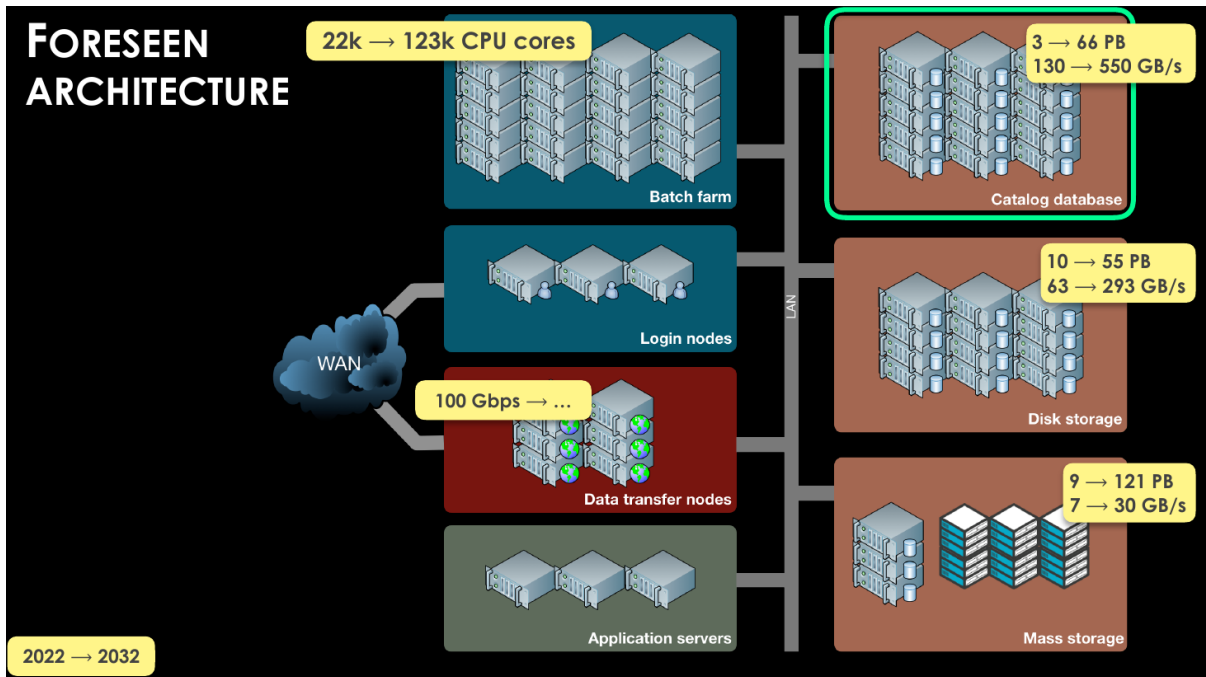 FORESEEN
ARCHITECTURE
22k → 123k CPU cores
Batch farm
3 → 66 PB
130 → 550 GB/s
Catalog database
Login nodes
10 → 55 PB
63 → 293 GB/s
Disk storage
LAN
WAN
100 Gbps → ...
Data transfer nodes
9 → 121 PB
7 → 30 GB/s
Mass storage
Application servers
2022 → 2032